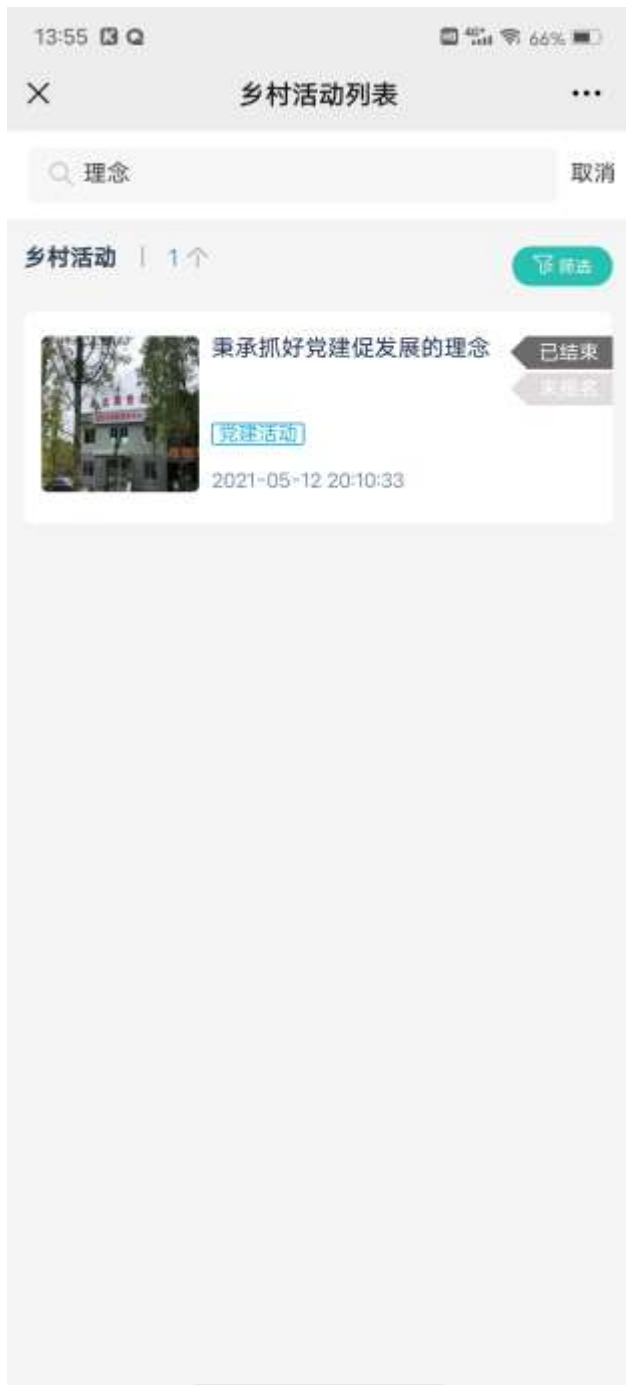 13:55
66%
乡村活动列表
理念
取消
乡村活动 | 1个
筛选
秉承抓好党建促发展的理念
已结束
未报名
党建活动
2021-05-12 20:10:33